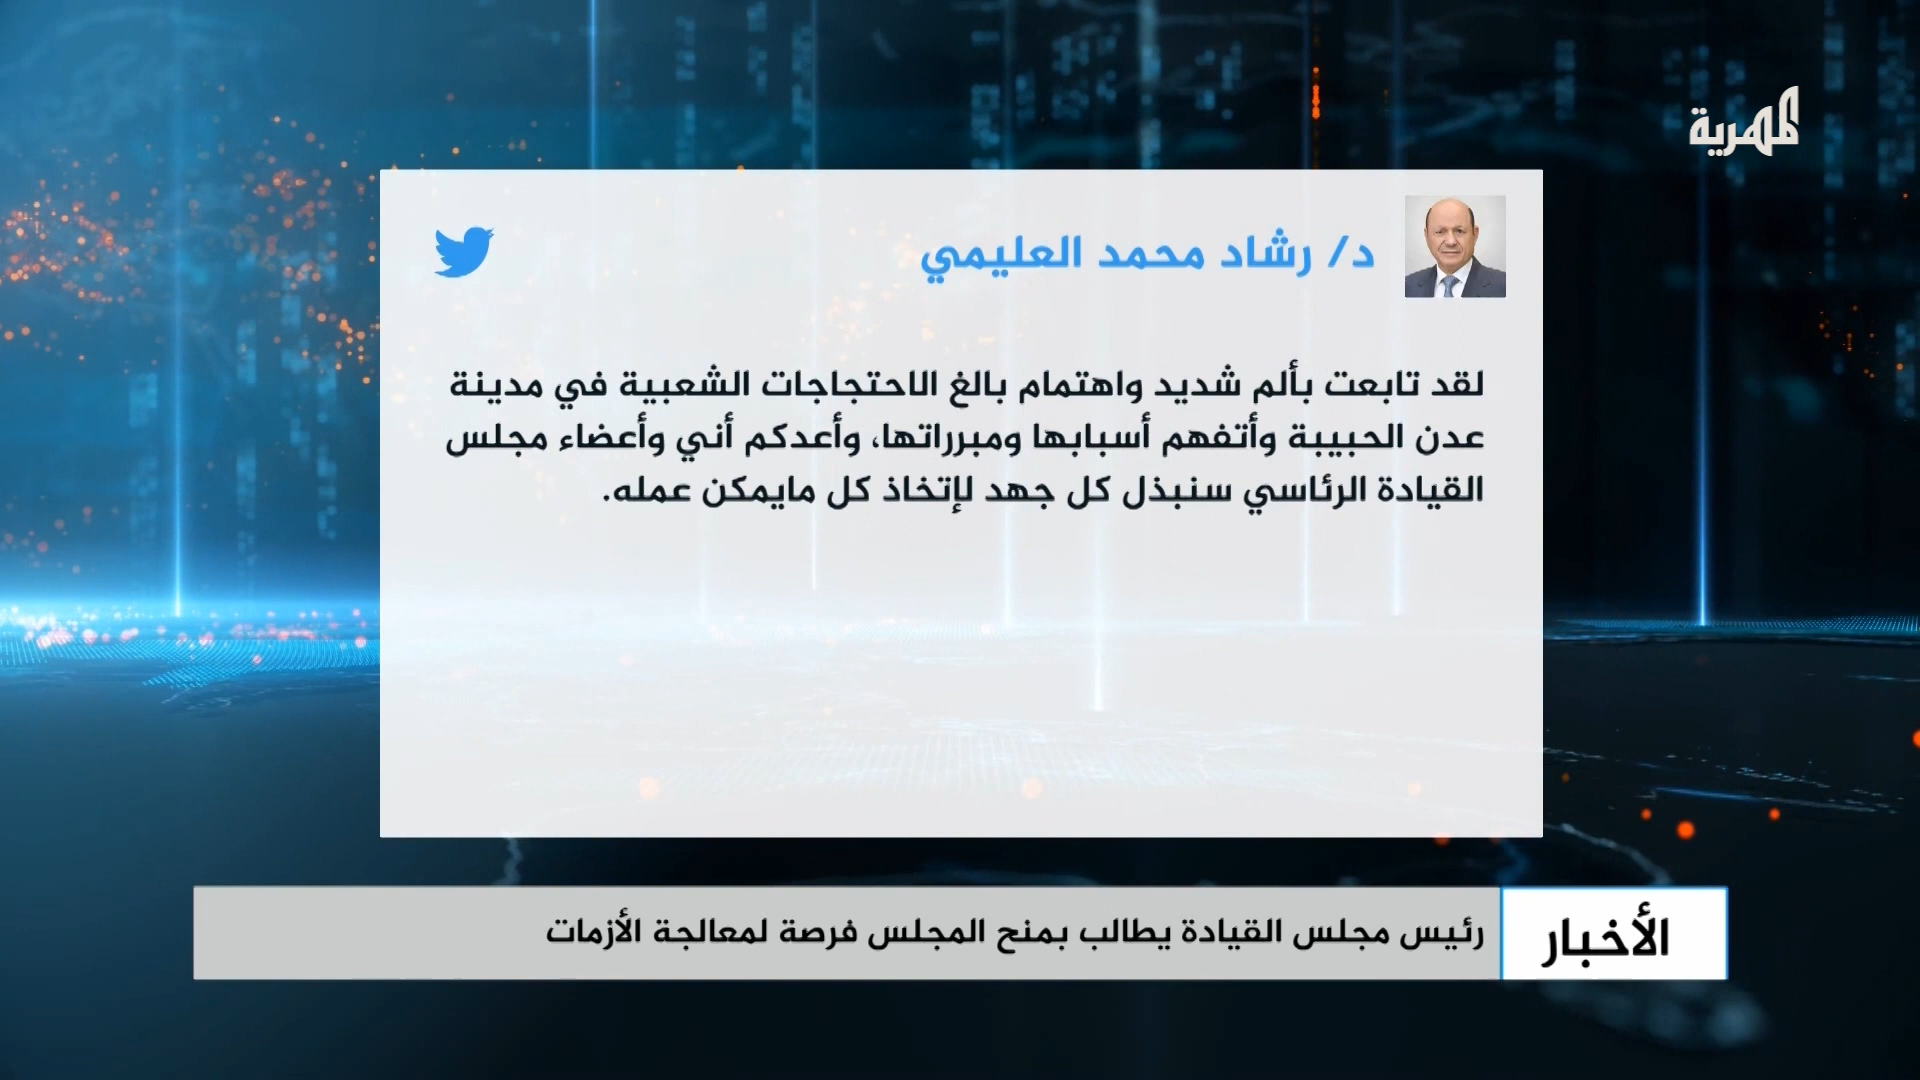 المهرية
د/ رشاد محمد العليمي
لقد تابعت بألم شديد واهتمام بالغ الاحتجاجات الشعبية في مدينة
عدن الحبيبة وأتفهم أسبابها ومبرراتها، وأعدكم أني وأعضاء مجلس
القيادة الرئاسي سنبذل كل جهد لإتخاذ كل مايمكن عمله.
الأخبار
رئيس مجلس القيادة يطالب بمنح المجلس فرصة لمعالجة الأزمات